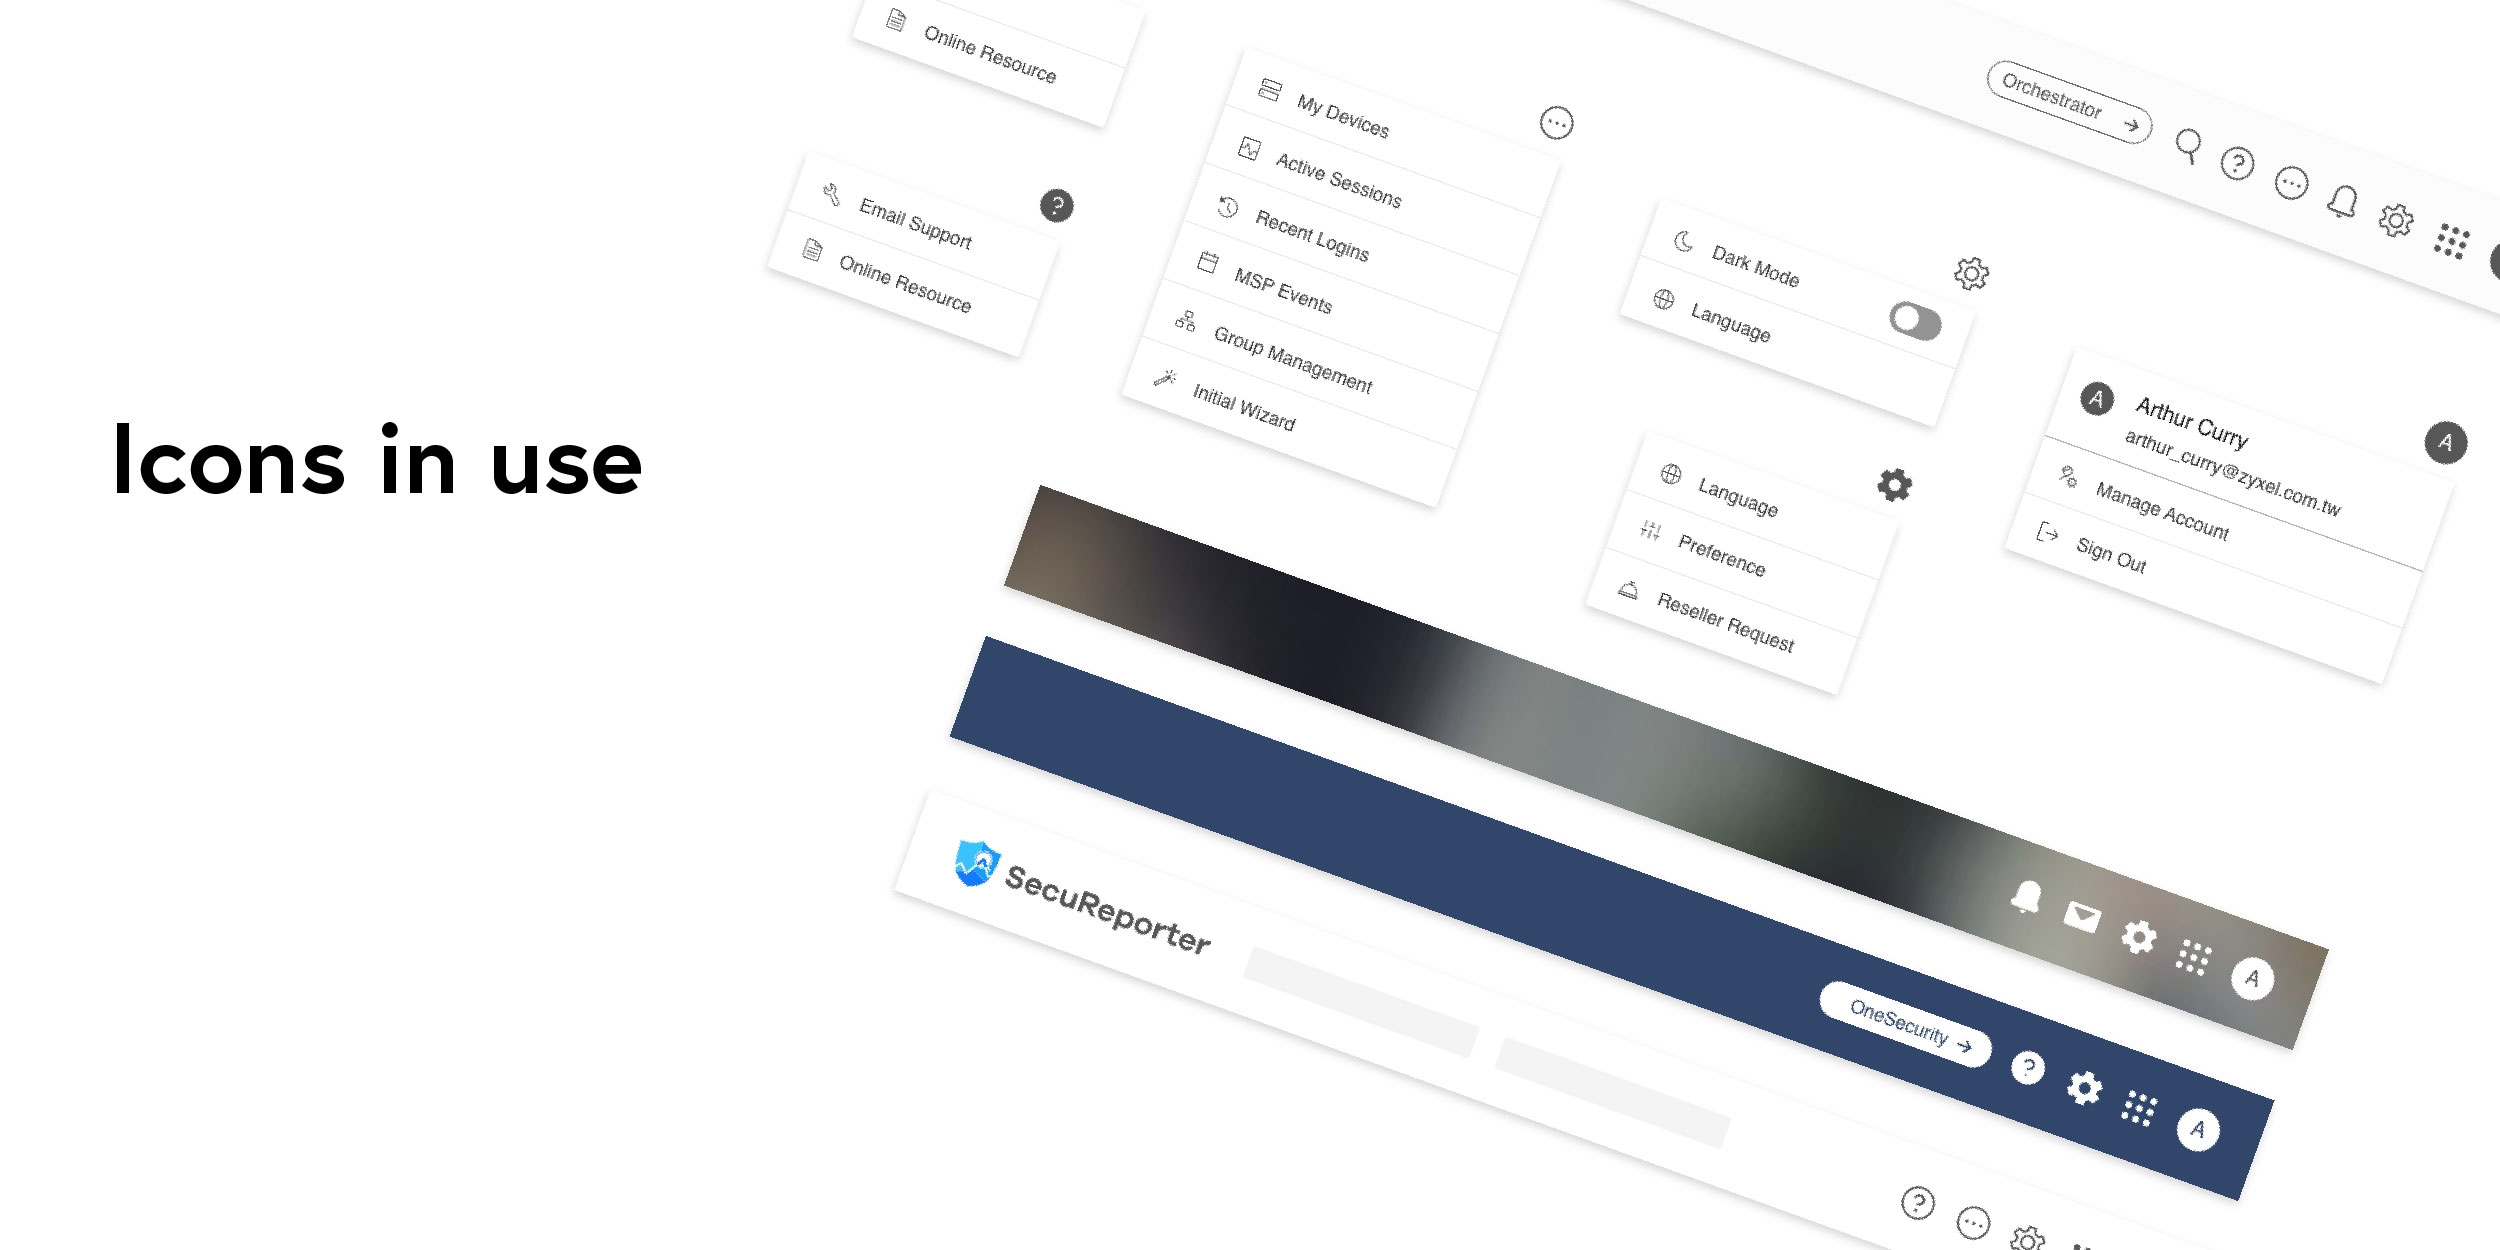 Icons in use
Online Resource
Email Support
Online Resource
My Devices
Active Sessions
Recent Logins
MSP Events
Group Management
Initial Wizard
Orchestrator
Dark Mode
Language
Language
Preference
Reseller Request
A
Arthur Curry
arthur_curry@zyxel.com.tw
Manage Account
Sign Out
A
A
OneSecurity
A
SecuReporter